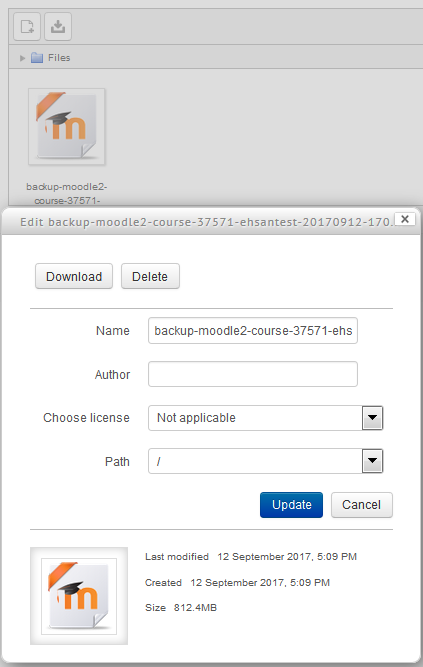 Files
m
backup-moodle2-
course-37571-
Edit backup-moodle2-course-37571-ehsantest-20170912-170.
Download Delete
Name backup-moodle2-course-37571-ehs
Author
Choose license Not applicable
Path /
Update Cancel
m
Last modified 12 September 2017, 5:09 PM
Created 12 September 2017, 5:09 PM
Size 812.4MB